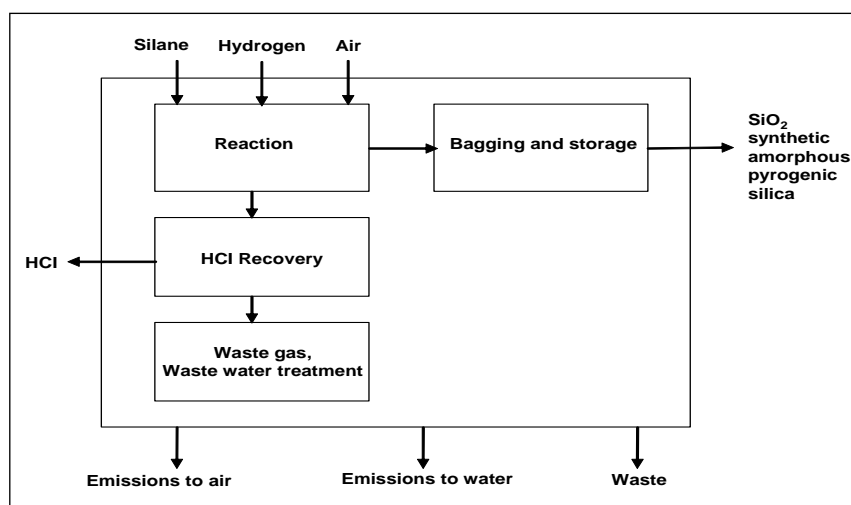 Silane Hydrogen Air
Reaction
Bagging and storage
SiO₂
synthetic
amorphous
pyrogenic
silica
HCl
HCl Recovery
Waste gas,
Waste water treatment
Emissions to air
Emissions to water
Waste